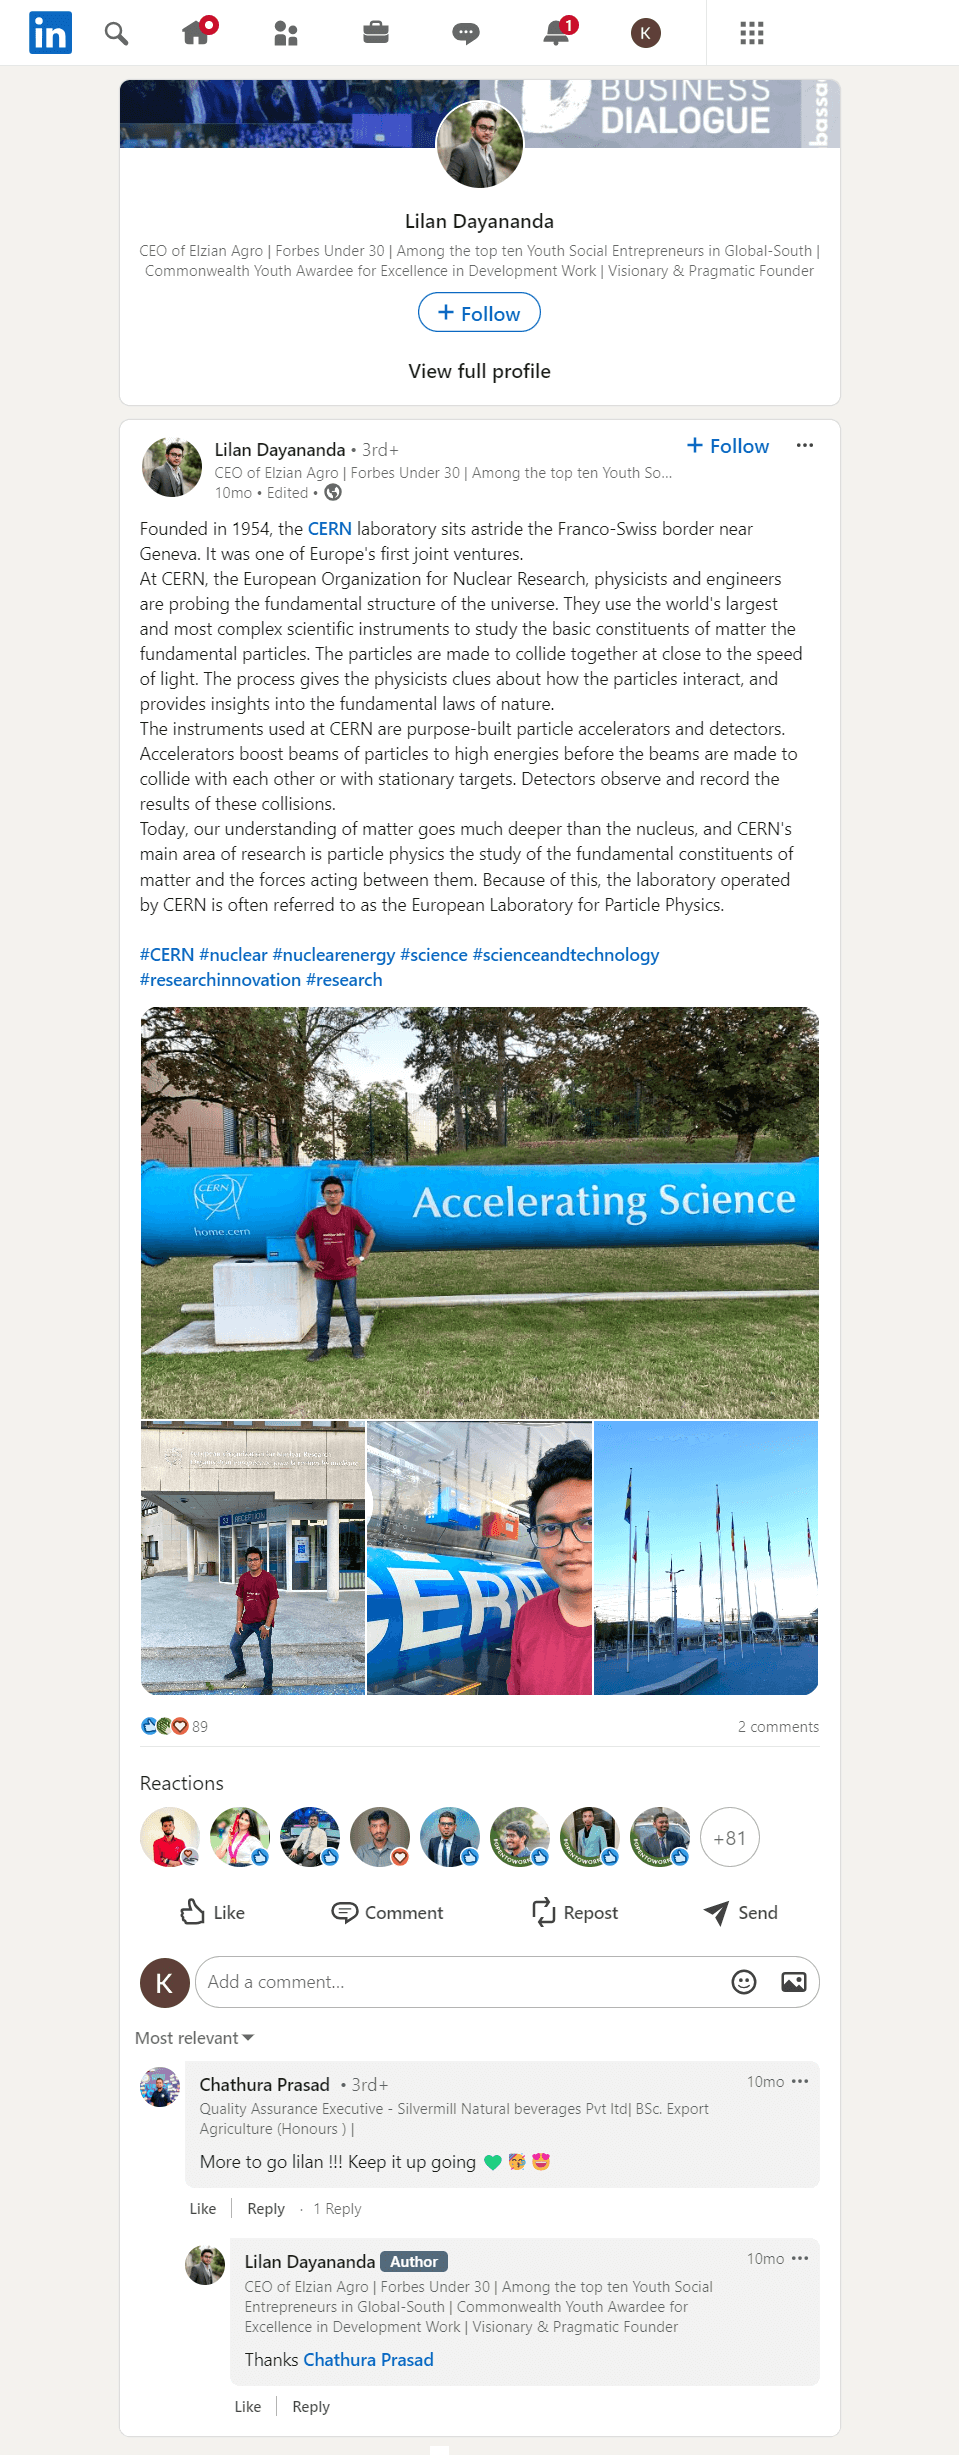 in
1
K
BUSINESS
DIALOGUE
bassa
Lilan Dayananda
CEO of Elzian Agro | Forbes Under 30 | Among the top ten Youth Social Entrepreneurs in Global-South |
Commonwealth Youth Awardee for Excellence in Development Work | Visionary & Pragmatic Founder
+ Follow
View full profile
Lilan Dayananda • 3rd+
+ Follow
CEO of Elzian Agro | Forbes Under 30 | Among the top ten Youth So...
10mo • Edited •
Founded in 1954, the CERN laboratory sits astride the Franco-Swiss border near
Geneva. It was one of Europe's first joint ventures.
At CERN, the European Organization for Nuclear Research, physicists and engineers
are probing the fundamental structure of the universe. They use the world's largest
and most complex scientific instruments to study the basic constituents of matter the
fundamental particles. The particles are made to collide together at close to the speed
of light. The process gives the physicists clues about how the particles interact, and
provides insights into the fundamental laws of nature.
The instruments used at CERN are purpose-built particle accelerators and detectors.
Accelerators boost beams of particles to high energies before the beams are made to
collide with each other or with stationary targets. Detectors observe and record the
results of these collisions.
Today, our understanding of matter goes much deeper than the nucleus, and CERN's
main area of research is particle physics the study of the fundamental constituents of
matter and the forces acting between them. Because of this, the laboratory operated
by CERN is often referred to as the European Laboratory for Particle Physics.
#CERN #nuclear #nuclearenergy #science #scienceandtechnology
#researchinnovation #research
CERN
home.cern
Accelerating Science
European Organization for Nuclear Research
RECEPTION
CERN
89
2 comments
Reactions
#OPENTOWORK
#OPENTOWORK
#OPENTOWORK
+81
Like
Comment
Repost
Send
K
Add a comment...
Most relevant
Chathura Prasad • 3rd+
10mo
Quality Assurance Executive - Silvermill Natural beverages Pvt ltd| BSc. Export
Agriculture (Honours ) |
More to go lilan !!! Keep it up going 💚 🥳 😍
Like | Reply · 1 Reply
Lilan Dayananda Author
10mo
CEO of Elzian Agro | Forbes Under 30 | Among the top ten Youth Social
Entrepreneurs in Global-South | Commonwealth Youth Awardee for
Excellence in Development Work | Visionary & Pragmatic Founder
Thanks Chathura Prasad
Like | Reply